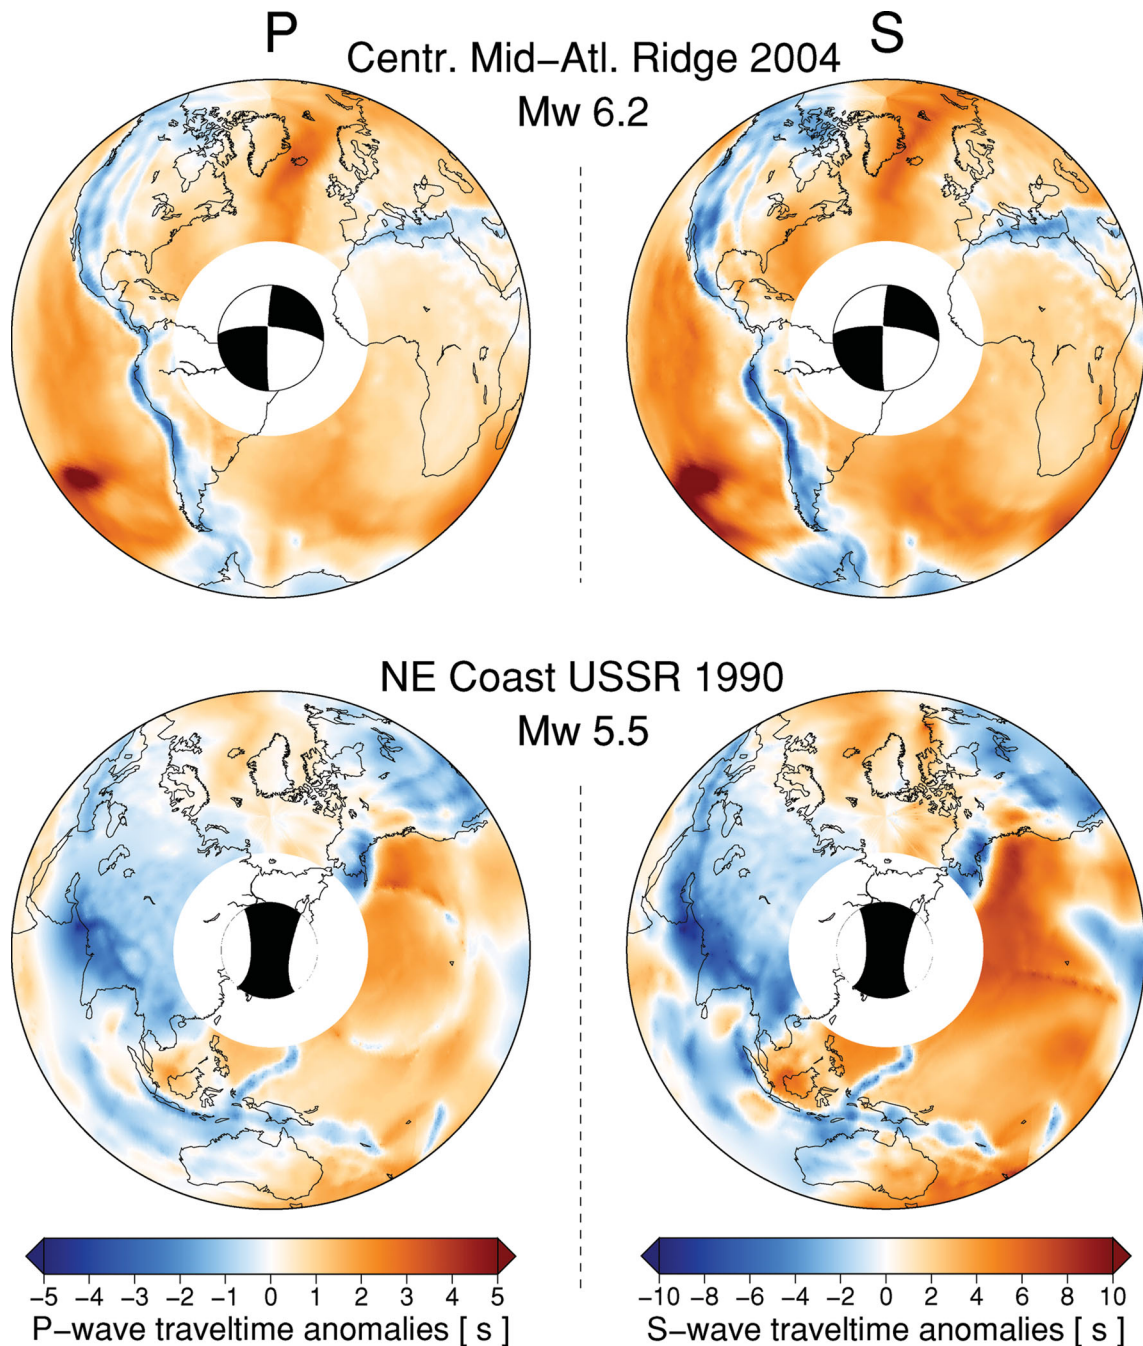 P
S
Centr. Mid−Atl. Ridge 2004
Mw 6.2
NE Coast USSR 1990
Mw 5.5
−5 −4 −3 −2 −1 0 1 2 3 4 5
P−wave traveltime anomalies [ s ]
−10 −8 −6 −4 −2 0 2 4 6 8 10
S−wave traveltime anomalies [ s ]